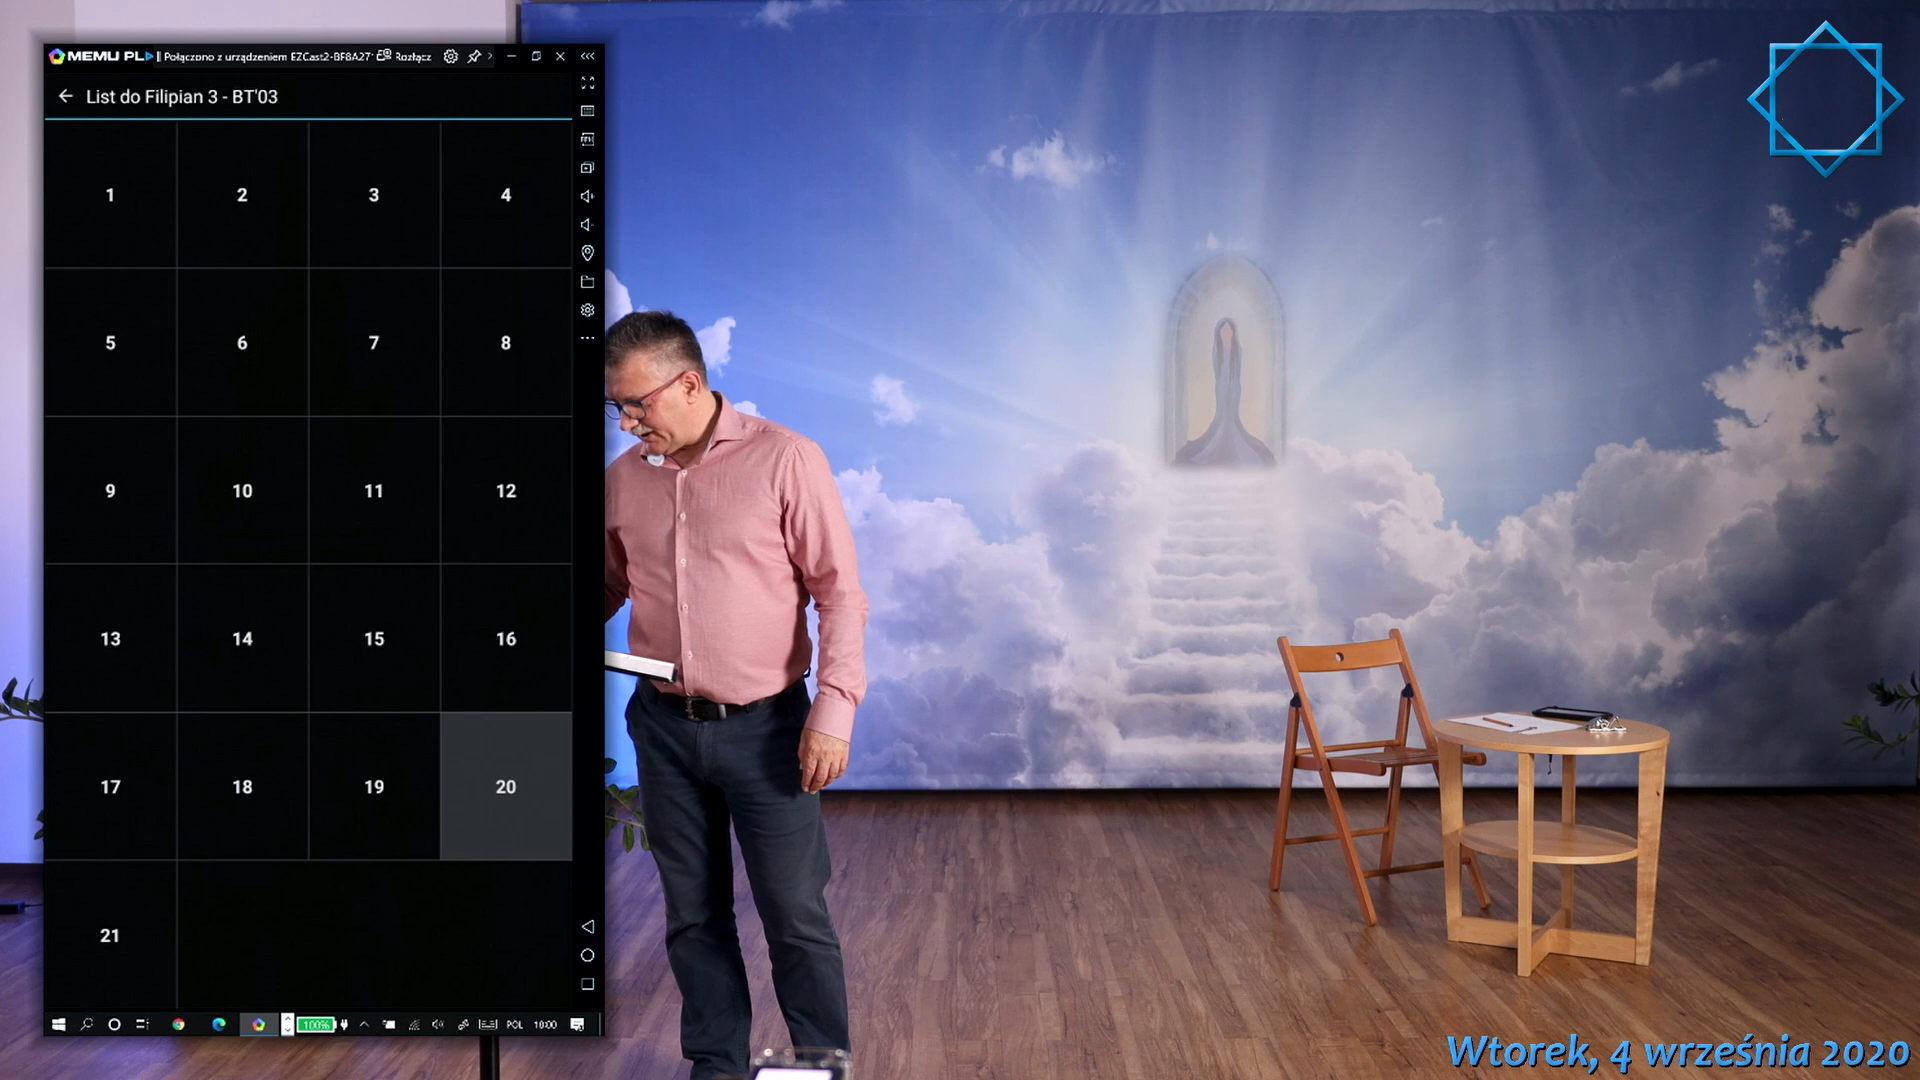 MEMU PL
Połączono z urządzeniem EZCast2-BF8A27
Rozłącz
List do Filipian 3 - BT'03
1 2 3 4
5 6 7 8
9 10 11 12
13 14 15 16
17 18 19 20
21
100% POL 18:00
Wtorek, 4 września 2020